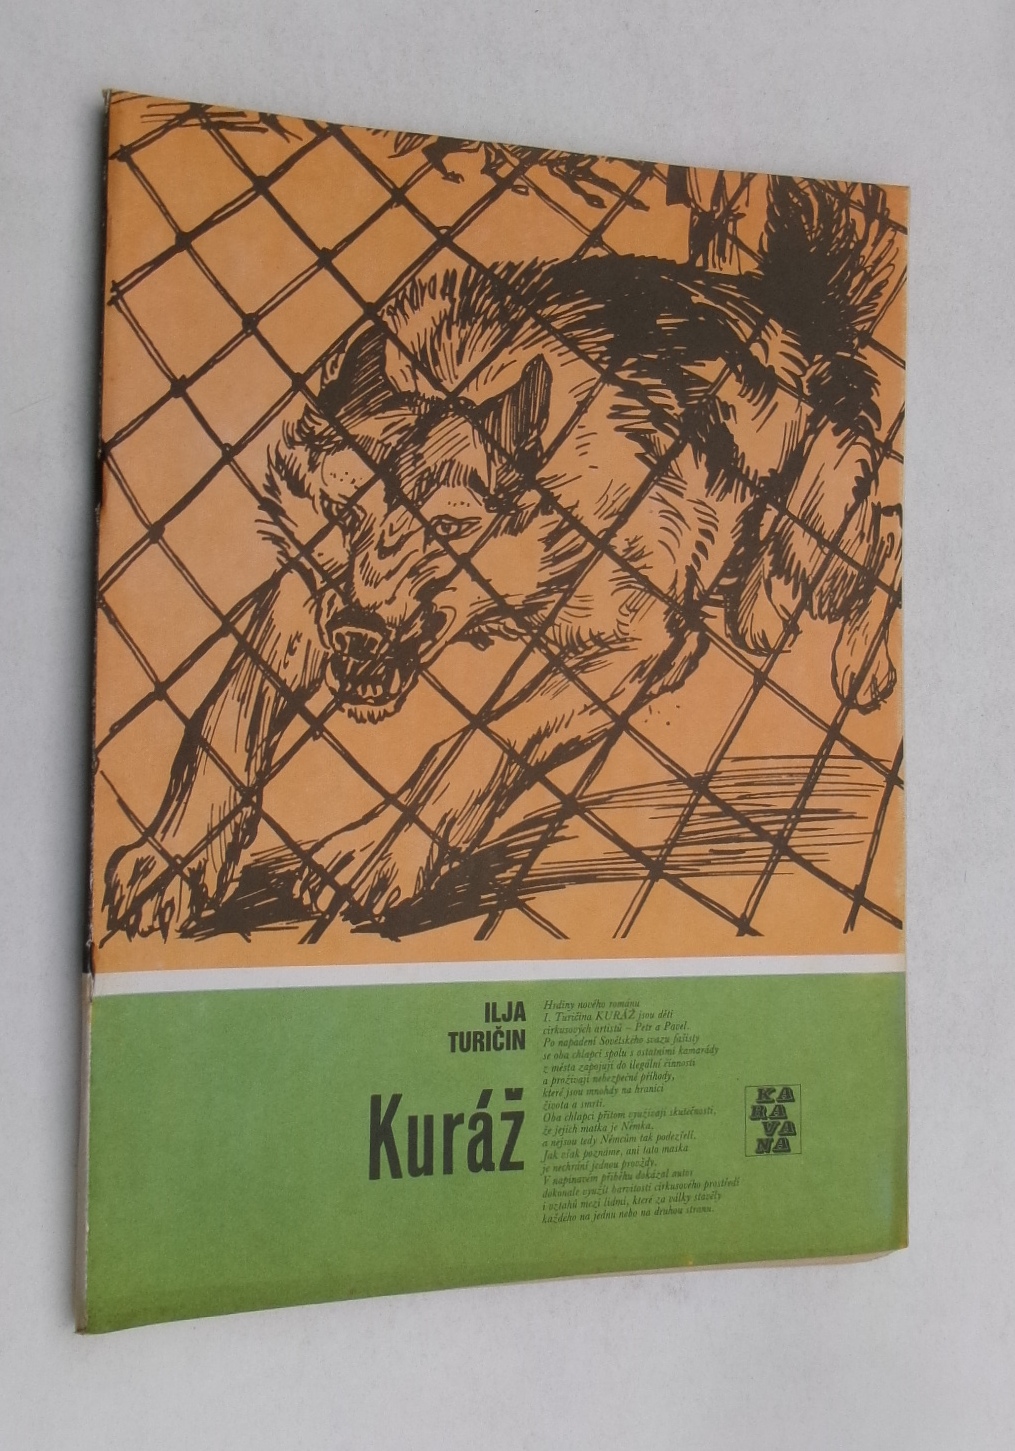 ILJA
TURIČIN
Kuráž
Hrdiny nového románu
I. Turičina KURÁŽ jsou děti
cirkusových artistů – Petr a Pavel.
Po napadení Sovětského svazu fašisty
se oba chlapci spolu s ostatními kamarády
z města zapojují do ilegální činnosti
a prožívají nebezpečné příhody,
které jsou mnohdy na hranici
života a smrti.
Oba chlapci přitom využívají skutečnosti,
že jejich matka je Němka,
a nejsou tedy Němcům tak podezřelí.
Jak však poznáme, ani tato maska
je nechrání jednou provždy.
V napínavém příběhu dokázal autor
dokonale využít barvitosti cirkusového prostředí
i vztahů mezi lidmi, které za války stavěly
každého na jednu nebo na druhou stranu.
KA
RA
VA
NA